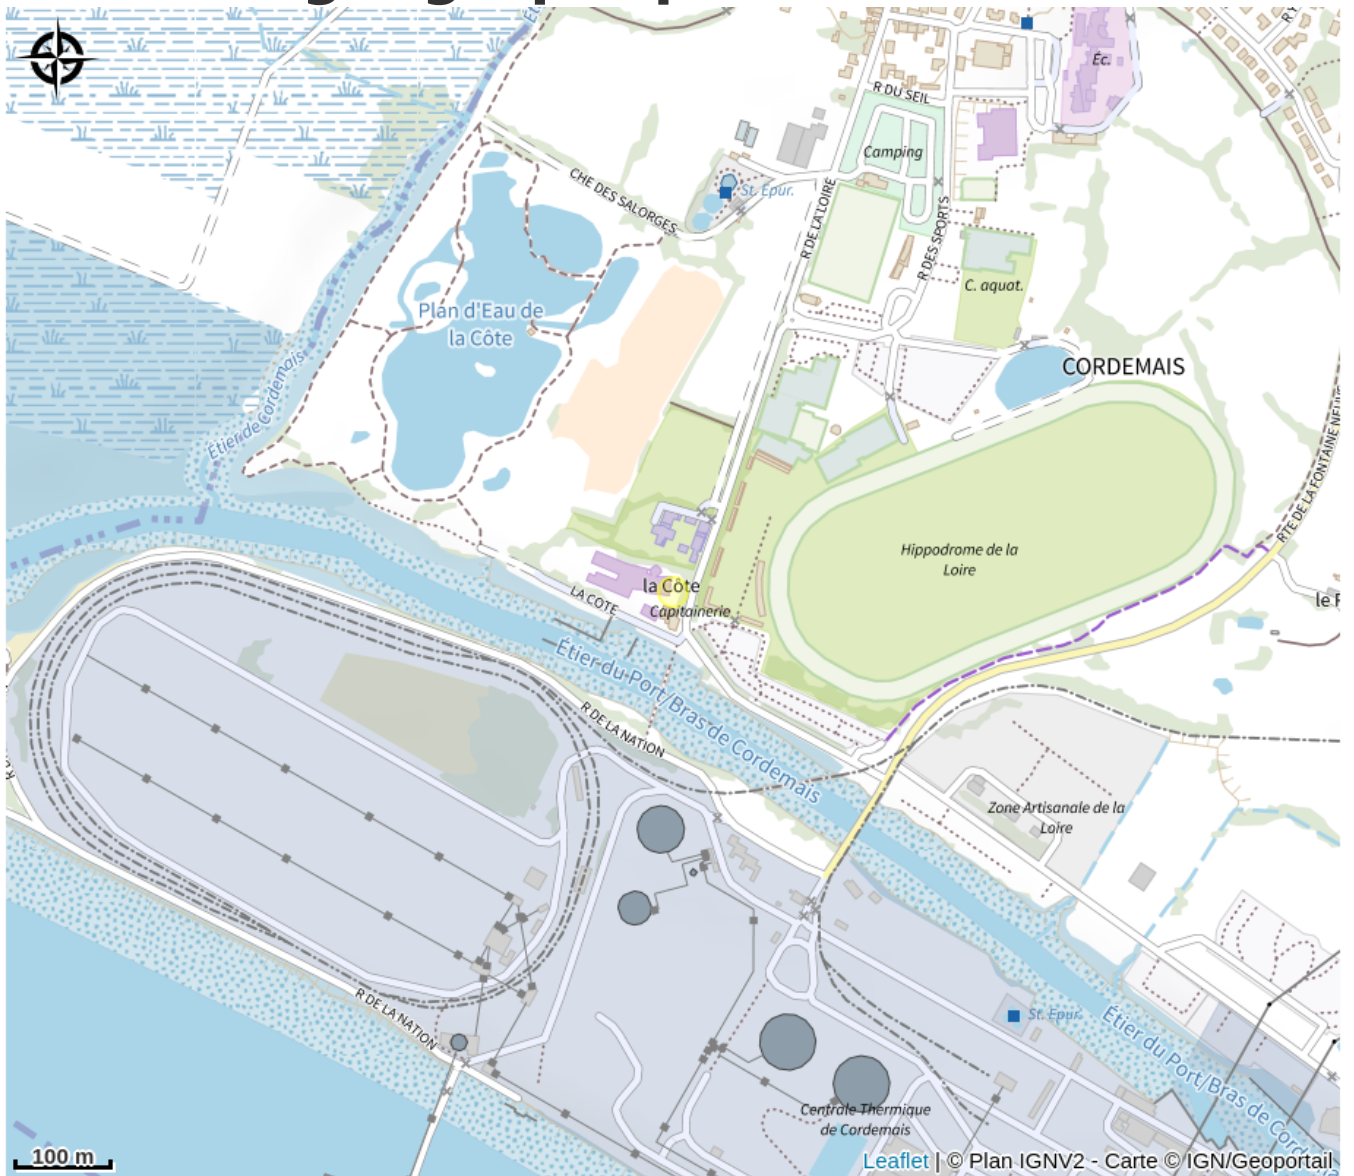 Éc.
R DU SEIL
Camping
St. Epur.
CHE DES SALORGES
R DE LA LOIRE
R DES SPORTS
C. aquat.
Plan d'Eau de
la Côte
CORDEMAIS
Étier de Cordemais
RTE DE LA FONTAINE NEUVE
Hippodrome de la
Loire
la Côte
Capitainerie
LA COTE
Étier du Port/Bras de Cordemais
R DE LA NATION
Zone Artisanale de la
Loire
R DE LA NATION
St. Epur.
Étier du Port/Bras de Cord
Centrale Thermique
de Cordemais
100 m
Leaflet | © Plan IGNV2 - Carte © IGN/Geoportail